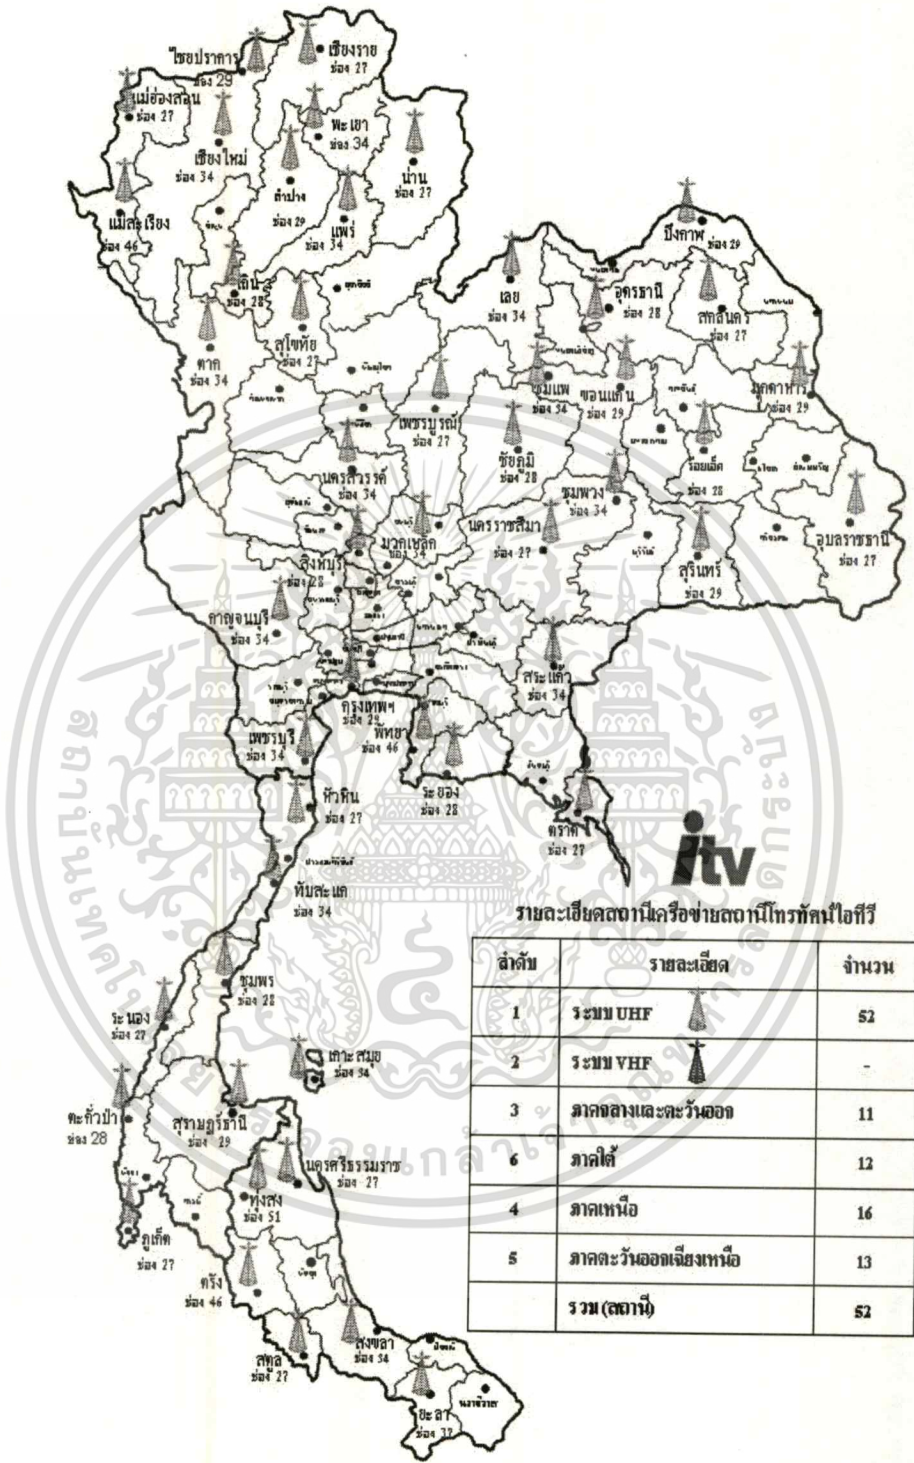 ไชยปราการ
ช่อง 29
เชียงราย
ช่อง 27
แม่ฮ่องสอน
ช่อง 27
พะเยา
ช่อง 34
เชียงใหม่
ช่อง 34
น่าน
ช่อง 27
ลำปาง
ช่อง 29
แพร่
ช่อง 34
แม่สะเรียง
ช่อง 46
บึงกาฬ
ช่อง 29
เถิน
ช่อง 28
เลย
ช่อง 34
อุดรธานี
ช่อง 28
สกลนคร
ช่อง 27
สุโขทัย
ช่อง 27
ตาก
ช่อง 34
ชุมแพ
ช่อง 34
ขอนแก่น
ช่อง 29
มุกดาหาร
ช่อง 29
เพชรบูรณ์
ช่อง 27
ชัยภูมิ
ช่อง 28
ร้อยเอ็ด
ช่อง 28
นครสวรรค์
ช่อง 34
ชุมพวง
ช่อง 34
มวกเหล็ก
ช่อง 34
นครราชสีมา
ช่อง 27
อุบลราชธานี
ช่อง 27
สิงห์บุรี
ช่อง 28
สุรินทร์
ช่อง 29
กาญจนบุรี
ช่อง 34
สระแก้ว
ช่อง 34
กรุงเทพฯ
ช่อง 29
เพชรบุรี
ช่อง 34
พัทยา
ช่อง 46
ระยอง
ช่อง 28
หัวหิน
ช่อง 27
ตราด
ช่อง 27
ทับสะแก
ช่อง 34
ชุมพร
ช่อง 28
ระนอง
ช่อง 27
เกาะสมุย
ช่อง 34
ตะกั่วป่า
ช่อง 28
สุราษฎร์ธานี
ช่อง 29
นครศรีธรรมราช
ช่อง 27
ทุ่งสง
ช่อง 51
ภูเก็ต
ช่อง 27
ตรัง
ช่อง 46
สตูล
ช่อง 27
สงขลา
ช่อง 34
ยะลา
ช่อง 32
นราธิวาส
itv
รายละเอียดสถานีเครือข่ายสถานีโทรทัศน์ไอทีวี
ลำดับ รายละเอียด จำนวน
1 ระบบ UHF 52
2 ระบบ VHF -
3 ภาคกลางและตะวันออก 11
6 ภาคใต้ 12
4 ภาคเหนือ 16
5 ภาคตะวันออกเฉียงเหนือ 13
รวม (สถานี) 52